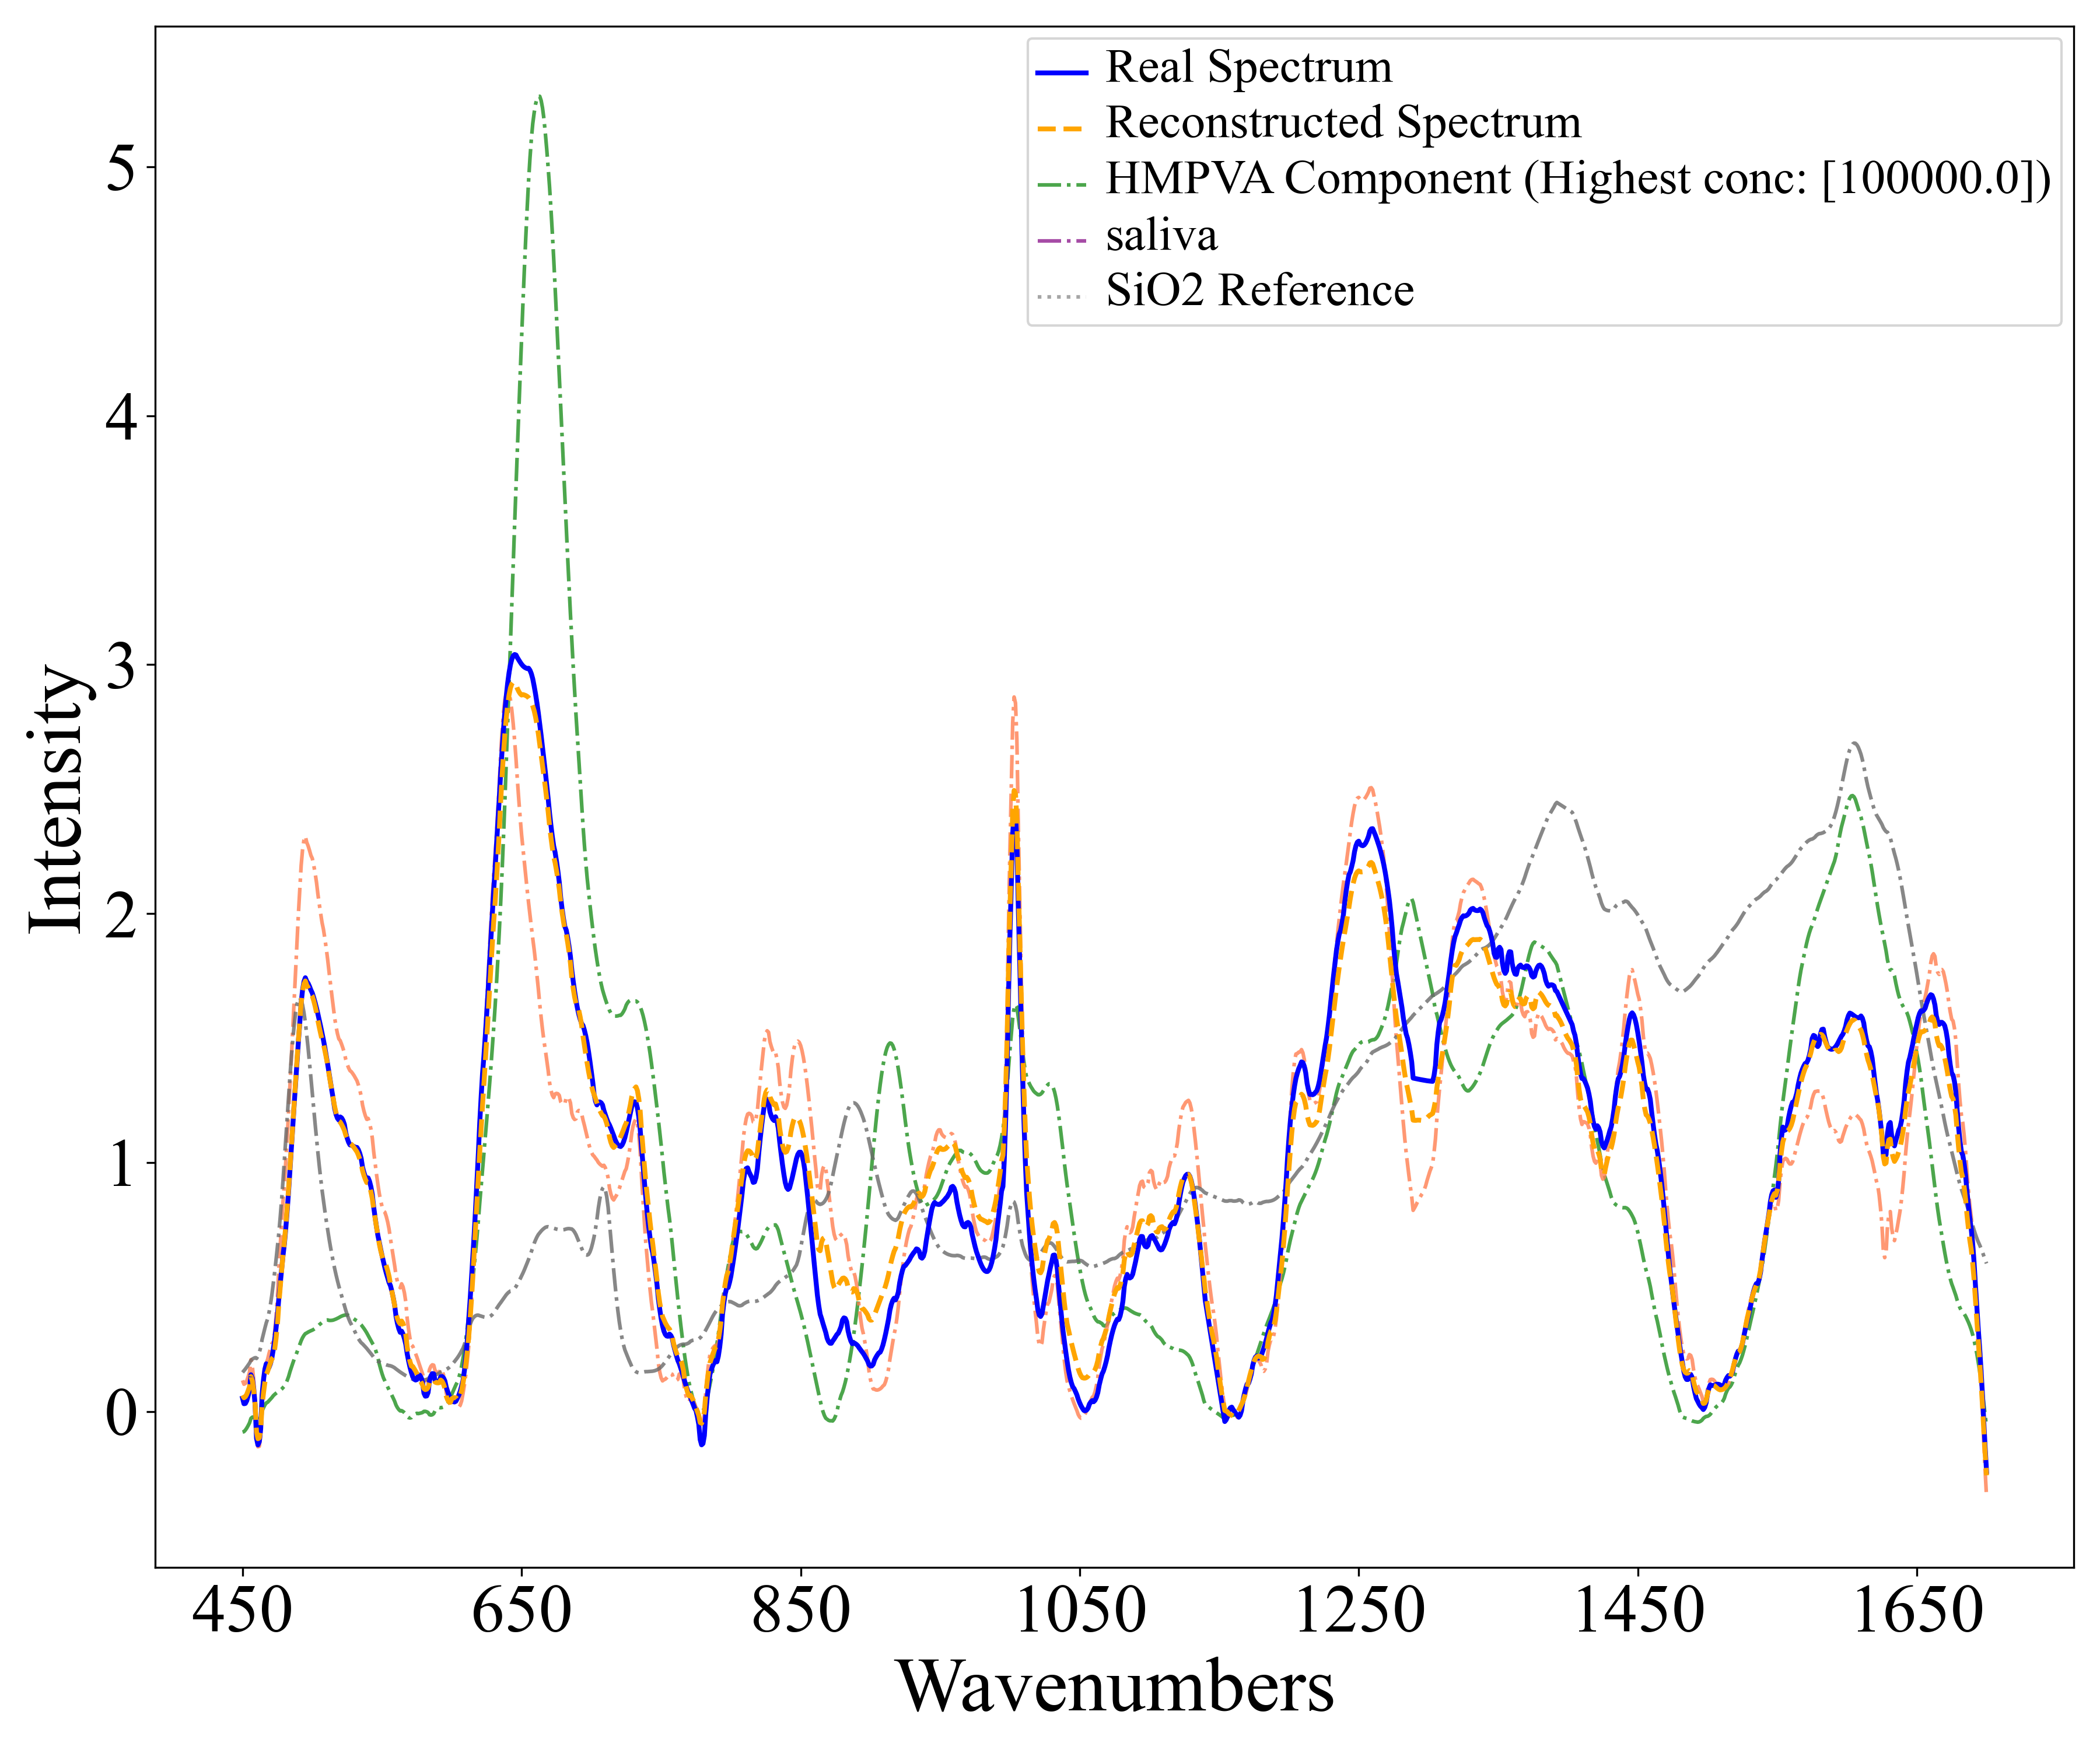 Real Spectrum
Reconstructed Spectrum
HMPVA Component (Highest conc: [100000.0])
saliva
SiO2 Reference
Intensity
5
4
3
2
1
0
450 650 850 1050 1250 1450 1650
Wavenumbers